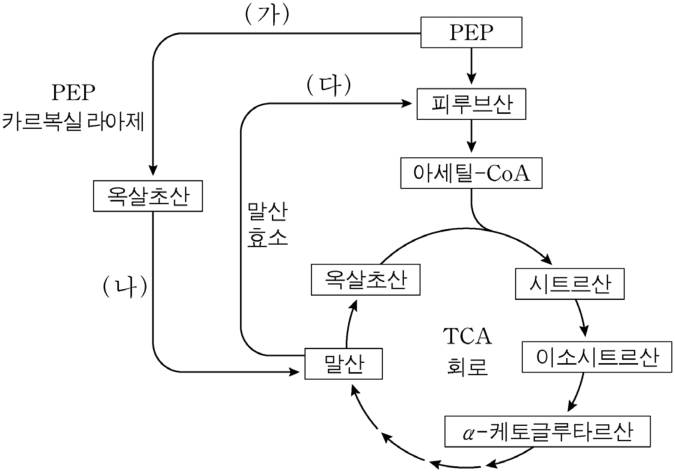 (가)
PEP
PEP
카르복실라아제
(다)
피루브산
아세틸-CoA
옥살초산
말산
효소
(나)
옥살초산
시트르산
TCA
회로
말산
이소시트르산
α-케토글루타르산